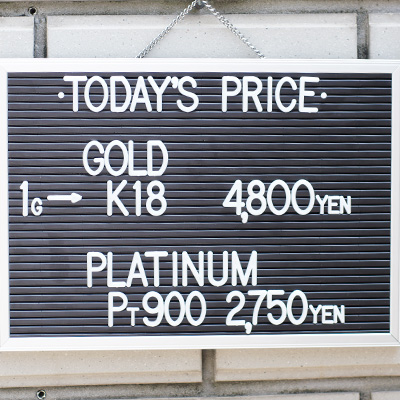 ·TODAY'S PRICE·
GOLD
1G→ K18 4,800YEN
PLATINUM
PT900 2,750YEN